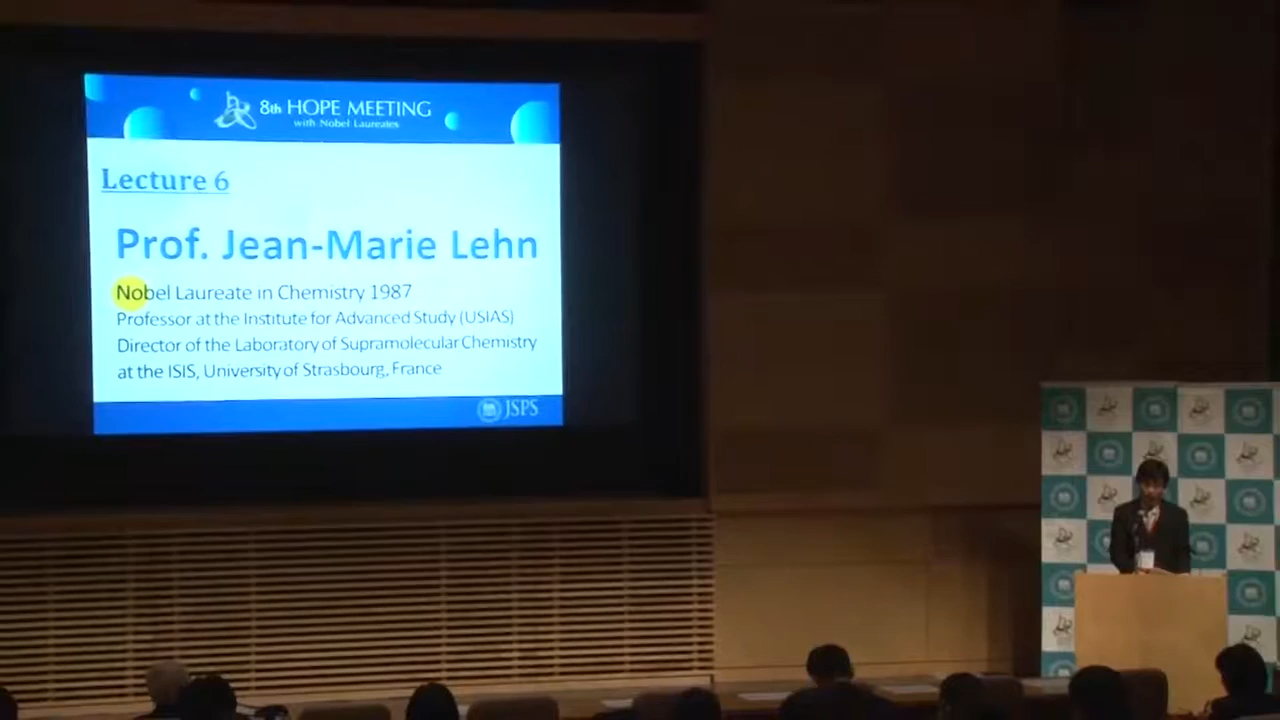 8th HOPE MEETING
with Nobel Laureates
Lecture 6
Prof. Jean-Marie Lehn
Nobel Laureate in Chemistry 1987
Professor at the Institute for Advanced Study (USIAS)
Director of the Laboratory of Supramolecular Chemistry
at the ISIS, University of Strasbourg, France
JSPS